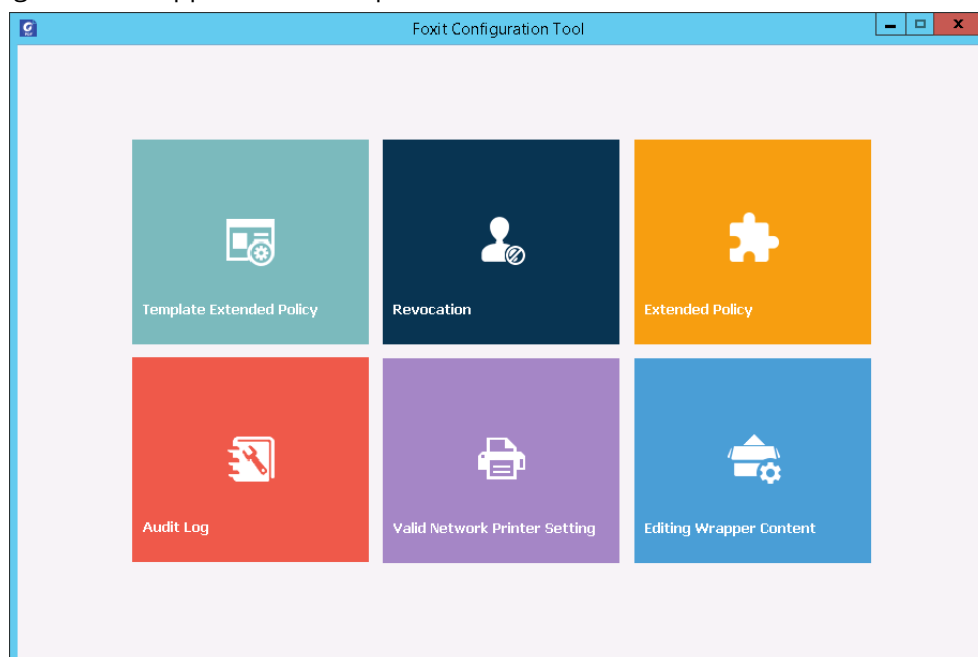 Foxit Configuration Tool
Template Extended Policy
Revocation
Extended Policy
Audit Log
Valid Network Printer Setting
Editing Wrapper Content